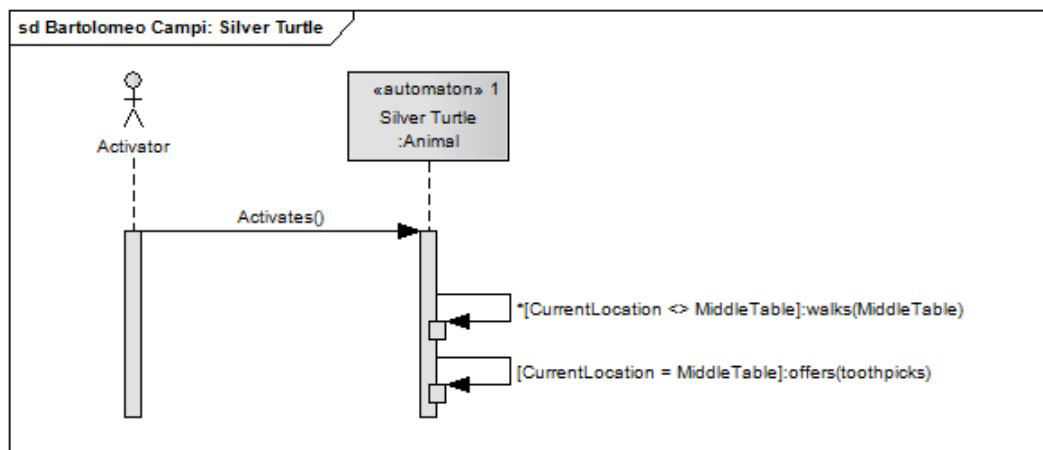 sd Bartolomeo Campi: Silver Turtle
«automaton» 1
Silver Turtle
:Animal
Activator
Activates()
*[CurrentLocation <> MiddleTable]:walks(MiddleTable)
[CurrentLocation = MiddleTable]:offers(toothpicks)